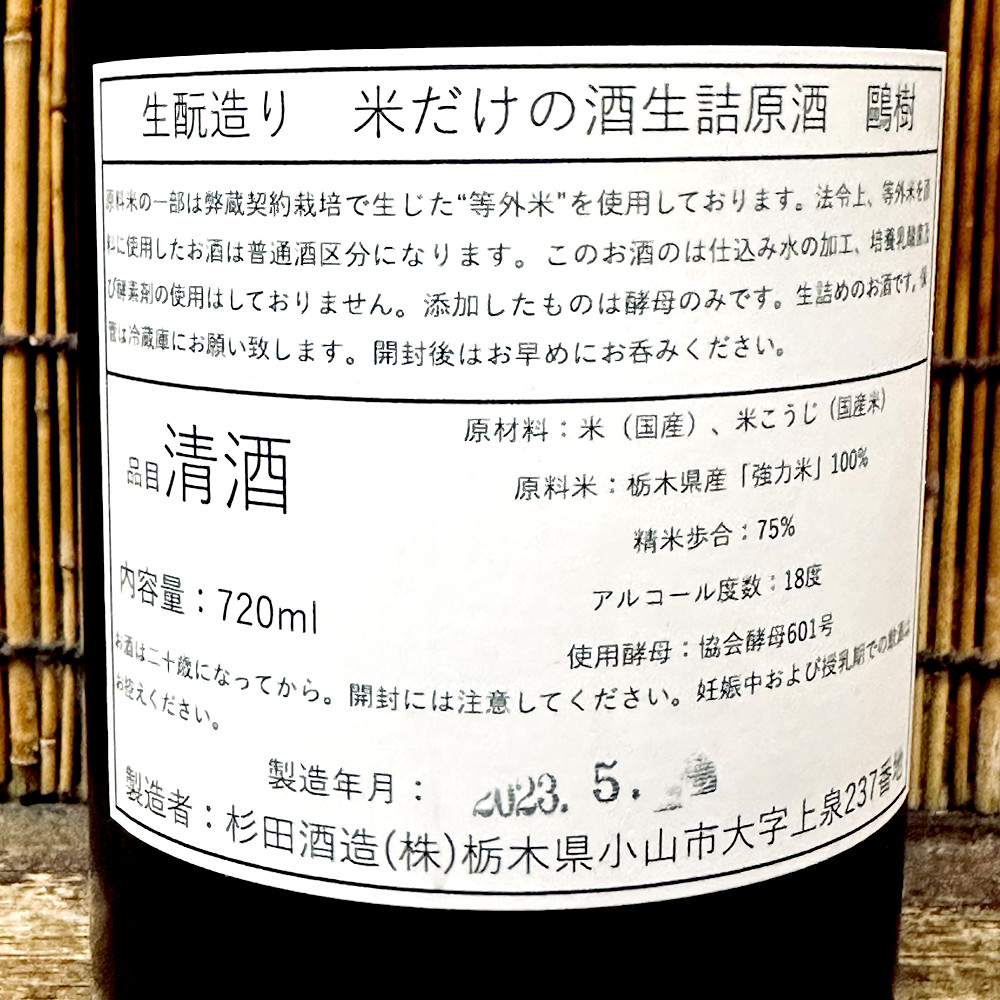 生酛造り　米だけの酒生詰原酒　鷗樹
原料米の一部は弊蔵契約栽培で生じた“等外米”を使用しております。法令上、等外米を原
料に使用したお酒は普通酒区分になります。このお酒のは仕込み水の加工、培養乳酸菌及
び酵素剤の使用はしておりません。添加したものは酵母のみです。生詰めのお酒です。保
管は冷蔵庫にお願い致します。開封後はお早めにお呑みください。
品目清酒
原材料：米（国産）、米こうじ（国産米）
原料米：栃木県産「強力米」100%
精米歩合：75%
アルコール度数：18度
使用酵母：協会酵母601号
内容量：720ml
お酒は二十歳になってから。開封には注意してください。妊娠中および授乳期での飲酒は
お控えください。
製造年月：2023. 5.
製造者：杉田酒造(株)栃木県小山市大字上泉237番地